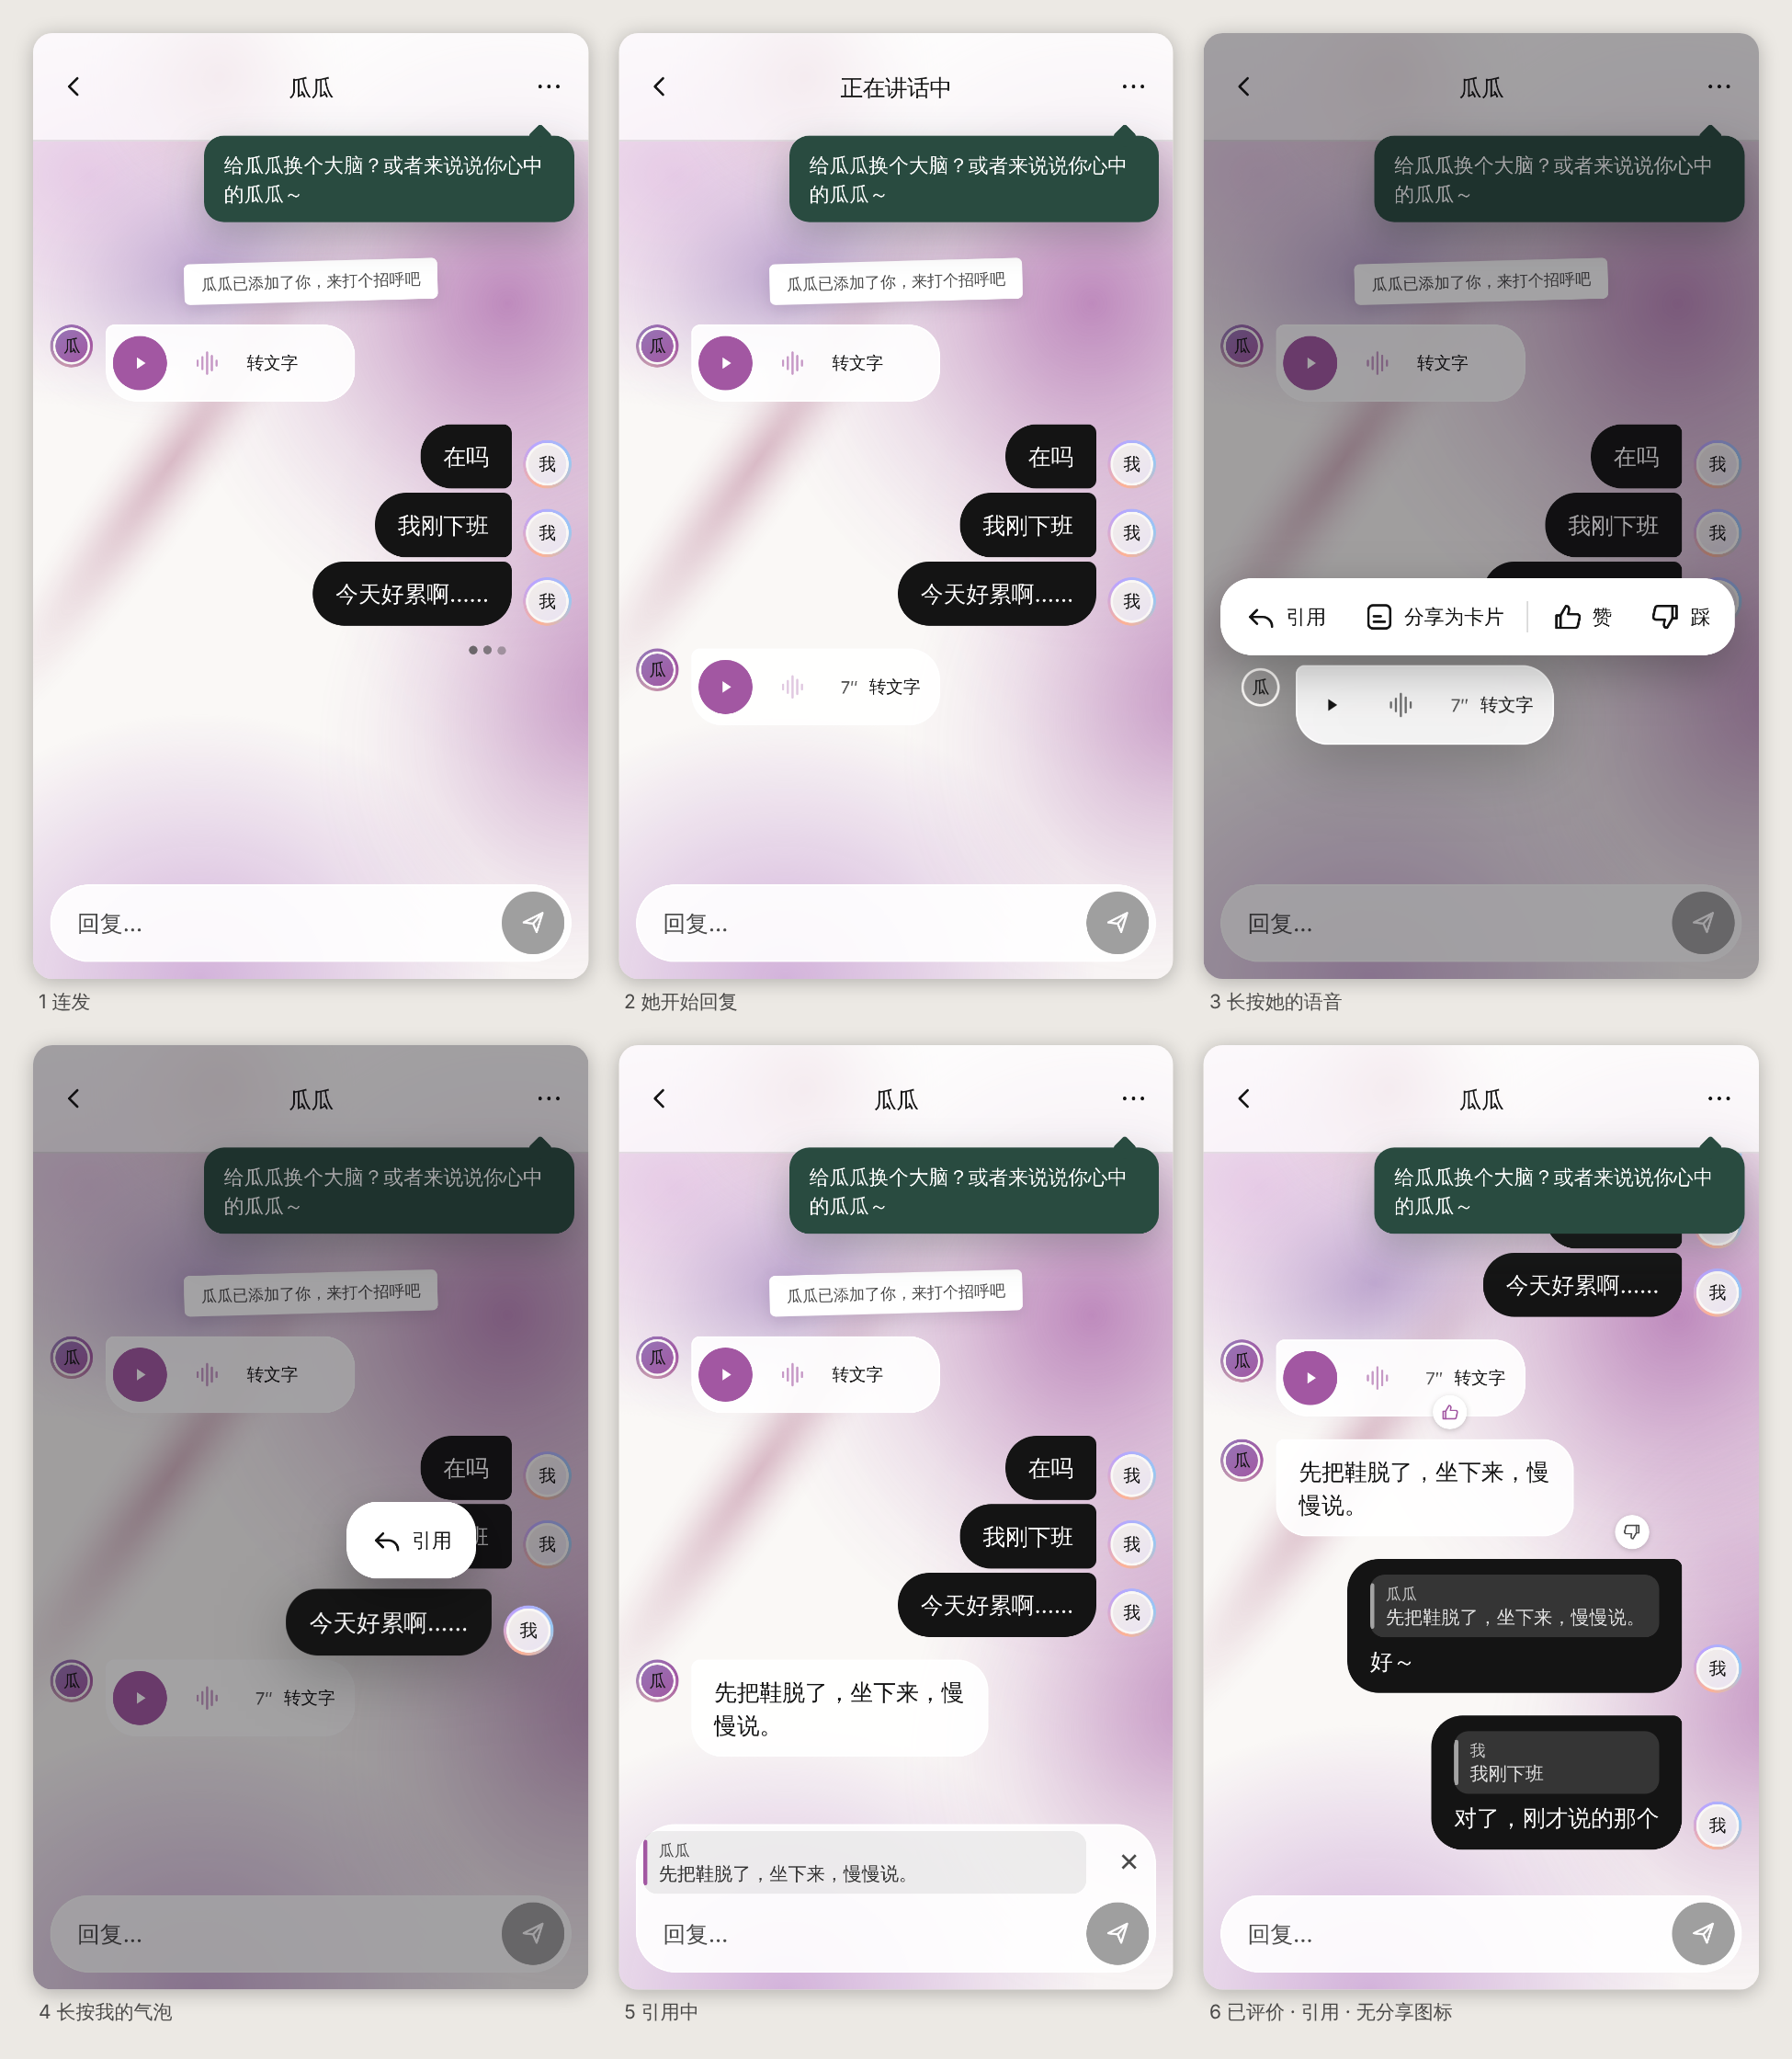 瓜瓜
给瓜瓜换个大脑？或者来说说你心中
的瓜瓜～
瓜瓜已添加了你，来打个招呼吧
瓜
转文字
在吗
我
我刚下班
我
今天好累啊......
我
回复...
1 连发
正在讲话中
给瓜瓜换个大脑？或者来说说你心中
的瓜瓜～
瓜瓜已添加了你，来打个招呼吧
瓜
转文字
在吗
我
我刚下班
我
今天好累啊......
我
瓜
7″ 转文字
回复...
2 她开始回复
瓜瓜
给瓜瓜换个大脑？或者来说说你心中
的瓜瓜～
瓜瓜已添加了你，来打个招呼吧
瓜
转文字
在吗
我
我刚下班
我
引用 分享为卡片 赞 踩
瓜
7″ 转文字
回复...
3 长按她的语音
瓜瓜
给瓜瓜换个大脑？或者来说说你心中
的瓜瓜～
瓜瓜已添加了你，来打个招呼吧
瓜
转文字
在吗
我
引用
班
我
今天好累啊......
我
瓜
7″ 转文字
回复...
4 长按我的气泡
瓜瓜
给瓜瓜换个大脑？或者来说说你心中
的瓜瓜～
瓜瓜已添加了你，来打个招呼吧
瓜
转文字
在吗
我
我刚下班
我
今天好累啊......
我
瓜
先把鞋脱了，坐下来，慢
慢说。
瓜瓜
先把鞋脱了，坐下来，慢慢说。
回复...
5 引用中
瓜瓜
给瓜瓜换个大脑？或者来说说你心中
的瓜瓜～
今天好累啊......
我
瓜
7″ 转文字
瓜
先把鞋脱了，坐下来，慢
慢说。
瓜瓜
先把鞋脱了，坐下来，慢慢说。
好～
我
我
我刚下班
对了，刚才说的那个
我
回复...
6 已评价 · 引用 · 无分享图标